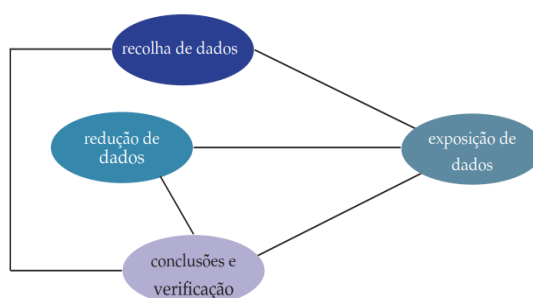 recolha de dados
redução de
dados
exposição de
dados
conclusões e
verificação